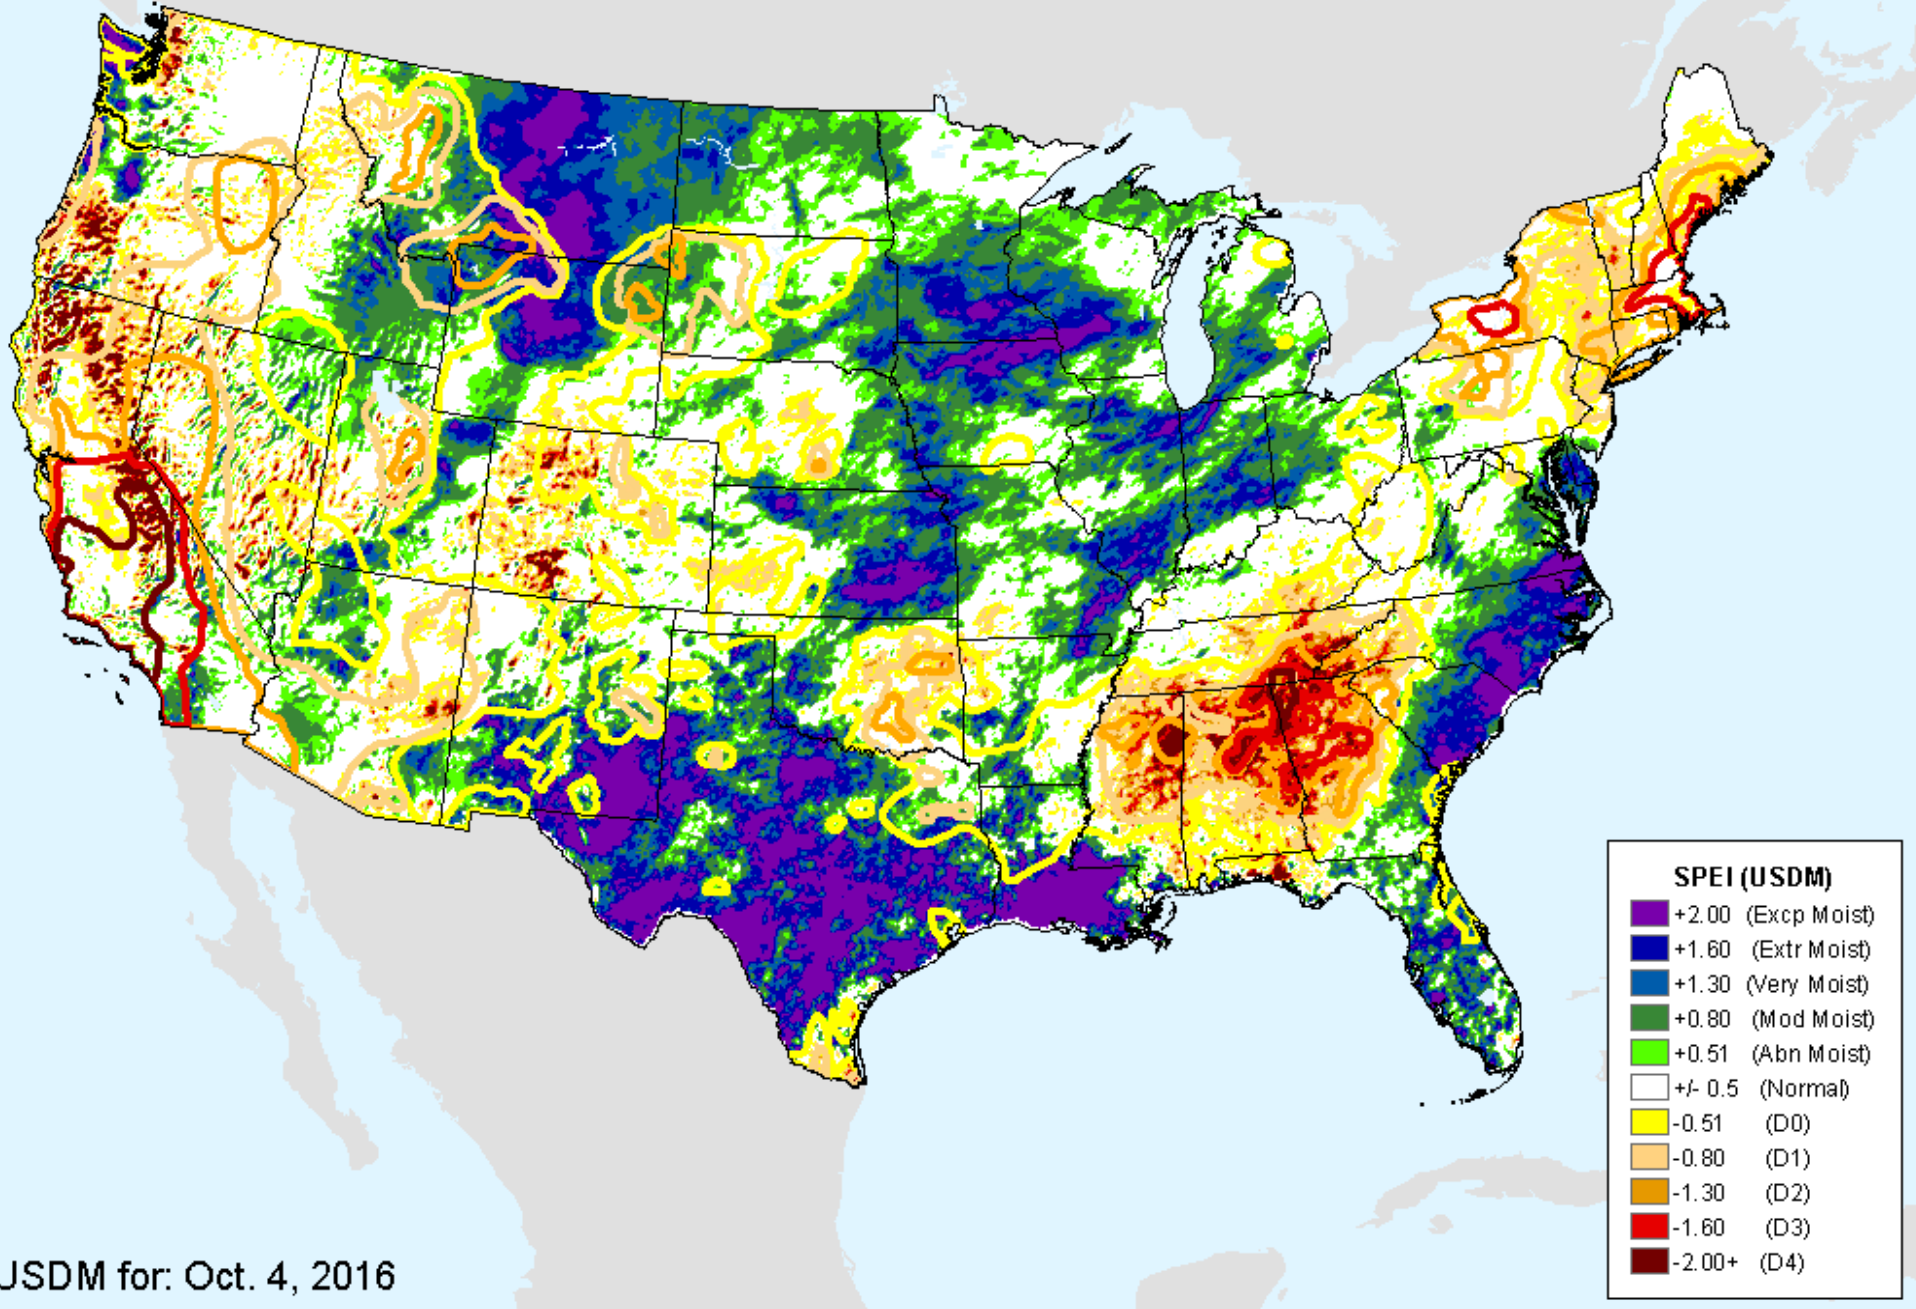 SPEI (USDM)
+2.00 (Excp Moist)
+1.60 (Extr Moist)
+1.30 (Very Moist)
+0.80 (Mod Moist)
+0.51 (Abn Moist)
+/- 0.5 (Normal)
-0.51 (D0)
-0.80 (D1)
-1.30 (D2)
-1.60 (D3)
-2.00+ (D4)
USDM for: Oct. 4, 2016